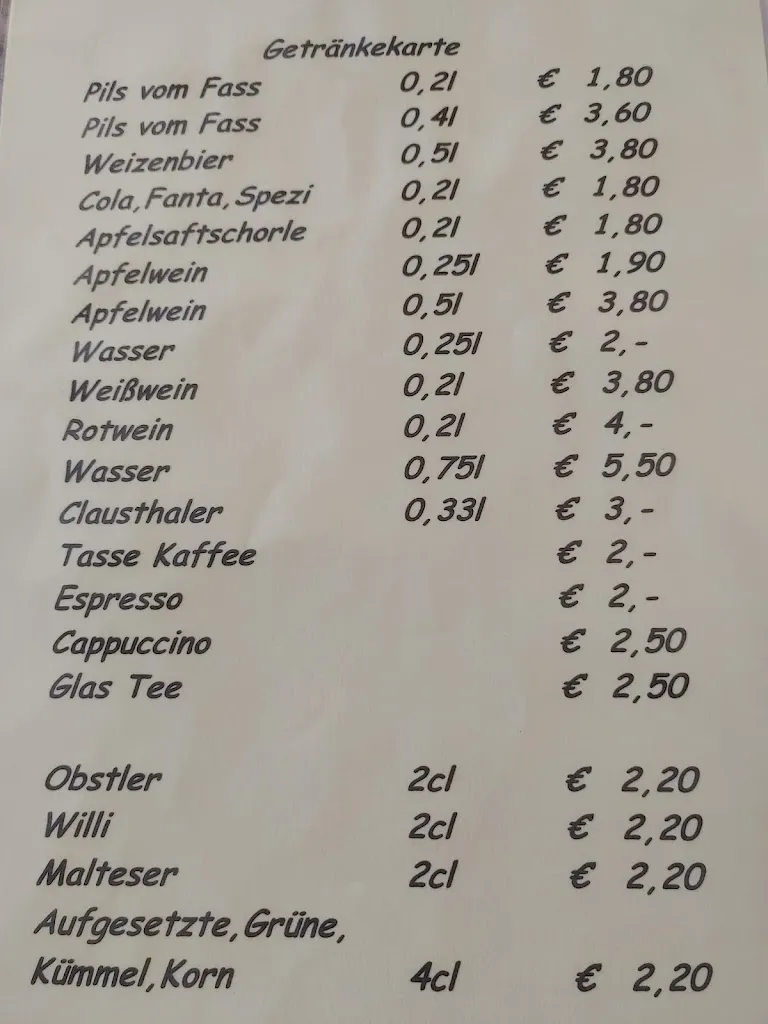 Getränkekarte
Pils vom Fass 0,2l € 1,80
Pils vom Fass 0,4l € 3,60
Weizenbier 0,5l € 3,80
Cola,Fanta,Spezi 0,2l € 1,80
Apfelsaftschorle 0,2l € 1,80
Apfelwein 0,25l € 1,90
Apfelwein 0,5l € 3,80
Wasser 0,25l € 2,-
Weißwein 0,2l € 3,80
Rotwein 0,2l € 4,-
Wasser 0,75l € 5,50
Clausthaler 0,33l € 3,-
Tasse Kaffee € 2,-
Espresso € 2,-
Cappuccino € 2,50
Glas Tee € 2,50
Obstler 2cl € 2,20
Willi 2cl € 2,20
Malteser 2cl € 2,20
Aufgesetzte,Grüne,
Kümmel,Korn 4cl € 2,20